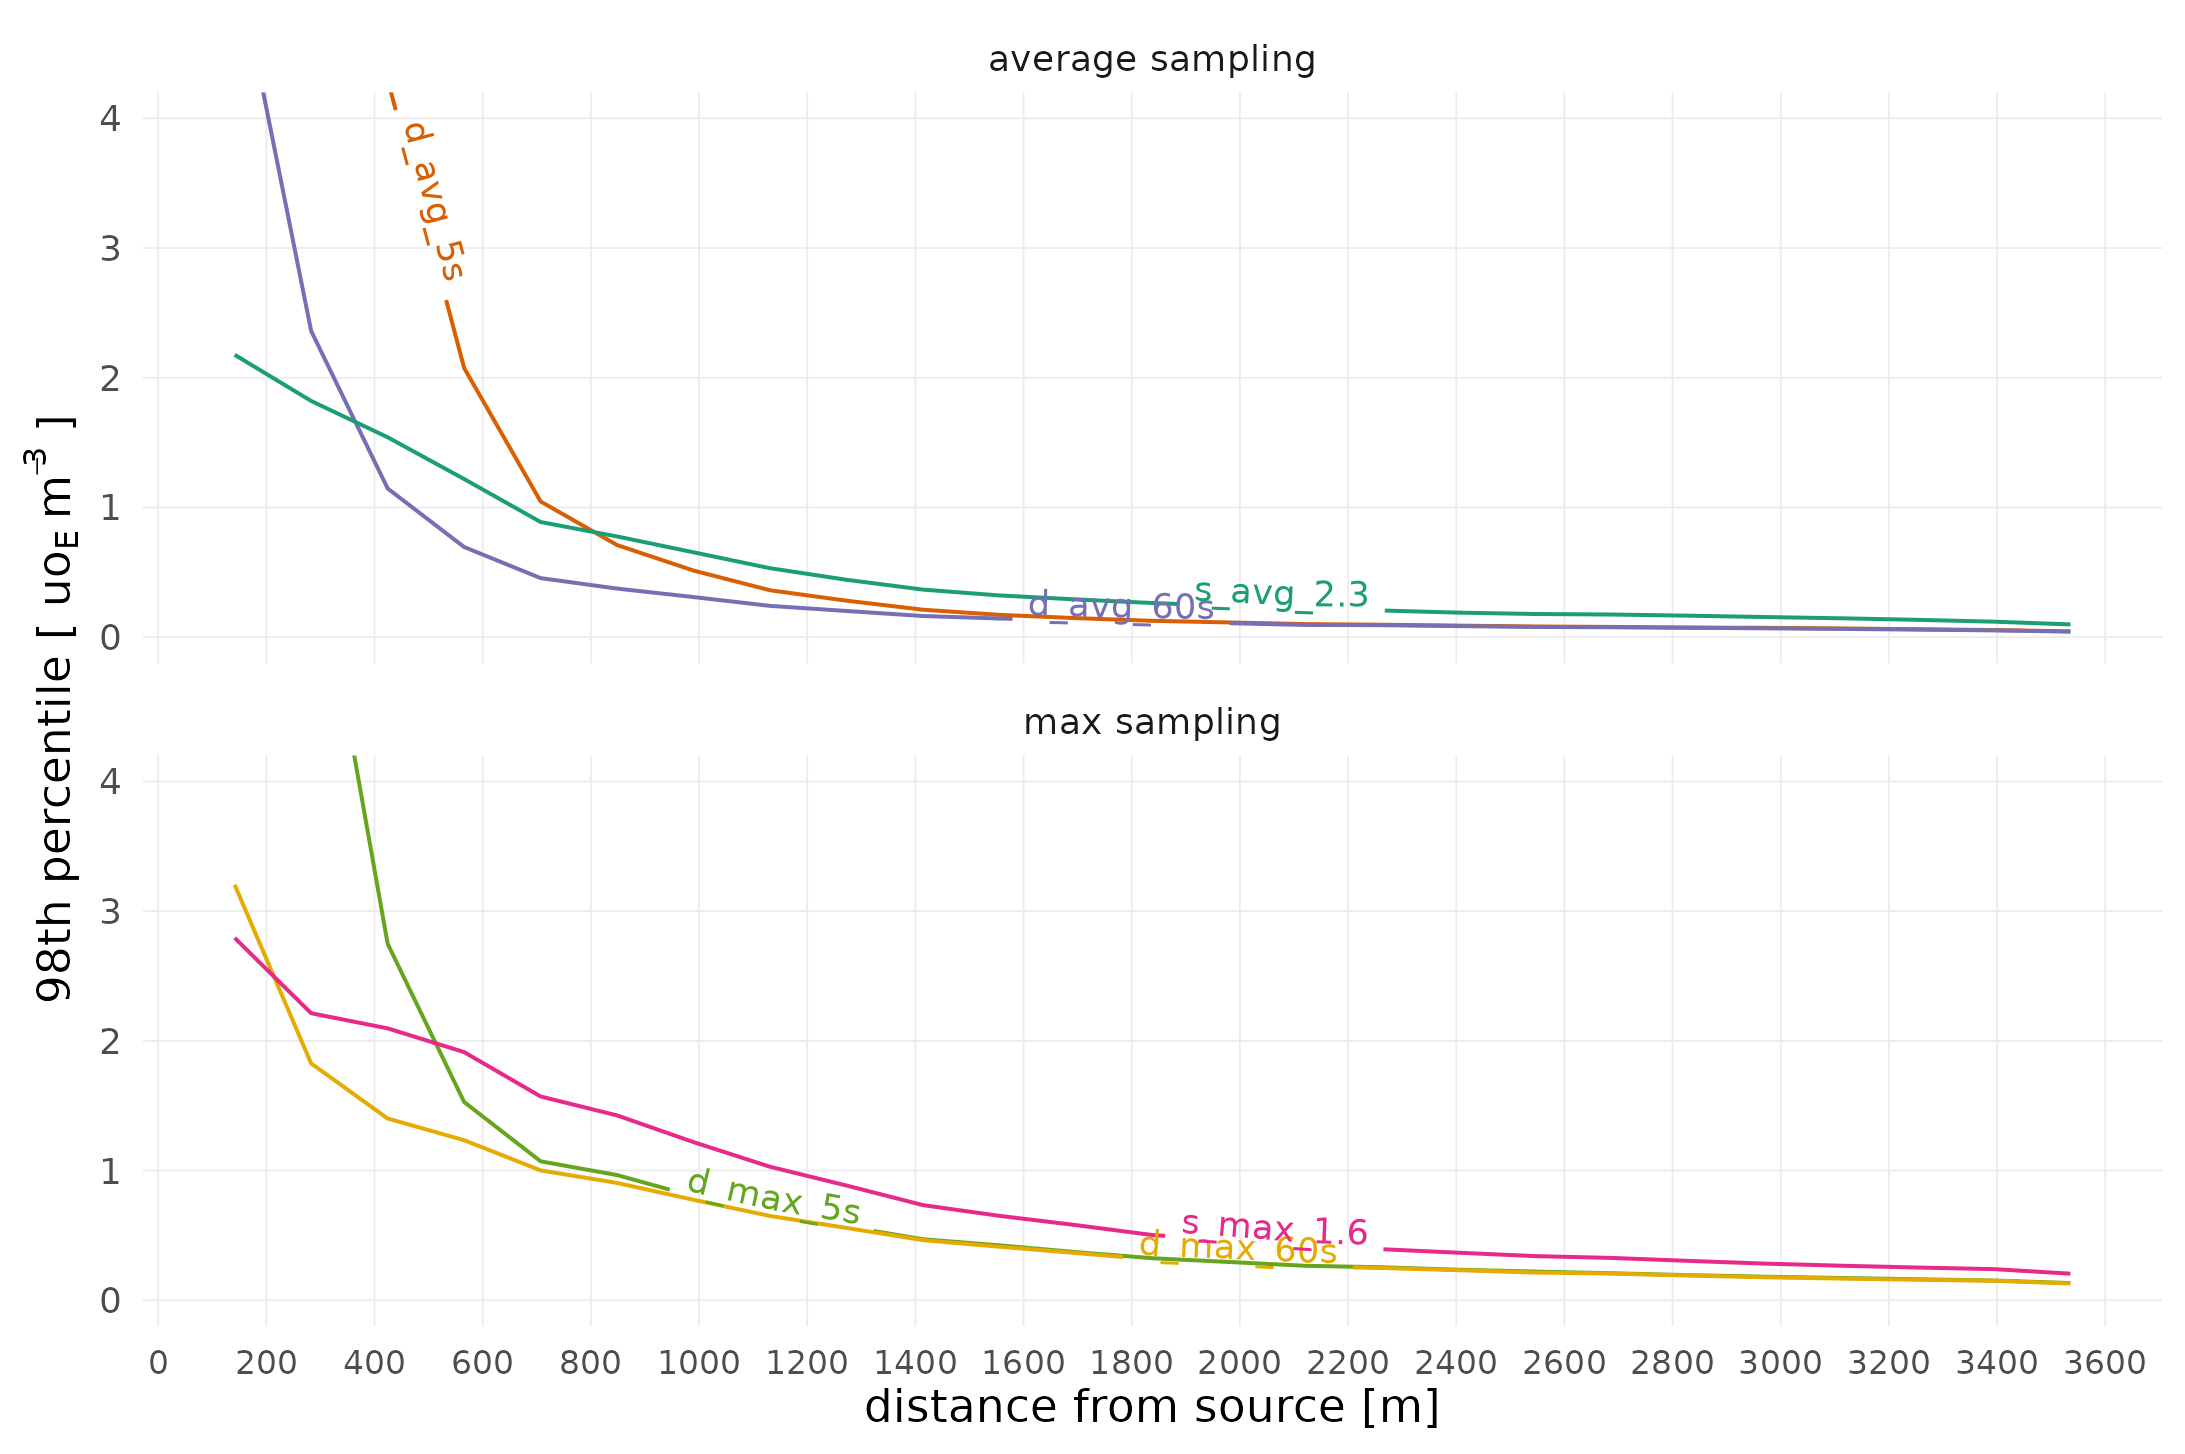 average sampling
4
3
2
1
0
d_avg_5s
d_avg_60s
s_avg_2.3
98th percentile [ uoE m⁻³ ]
max sampling
4
3
2
1
0
d_max_5s
s_max_1.6
d_max_60s
0 200 400 600 800 1000 1200 1400 1600 1800 2000 2200 2400 2600 2800 3000 3200 3400 3600
distance from source [m]